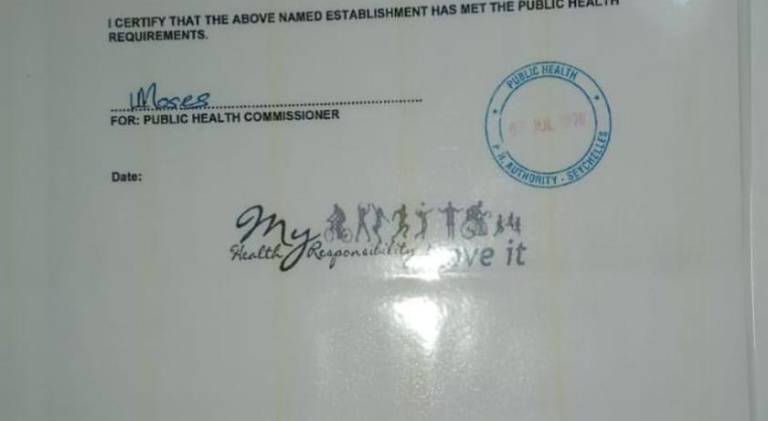 I CERTIFY THAT THE ABOVE NAMED ESTABLISHMENT HAS MET THE PUBLIC HEALTH
REQUIREMENTS.
Moses
FOR: PUBLIC HEALTH COMMISSIONER
PUBLIC HEALTH
JUL
P.H. AUTHORITY - SEYCHELLES
Date:
My
Health Responsibility
it